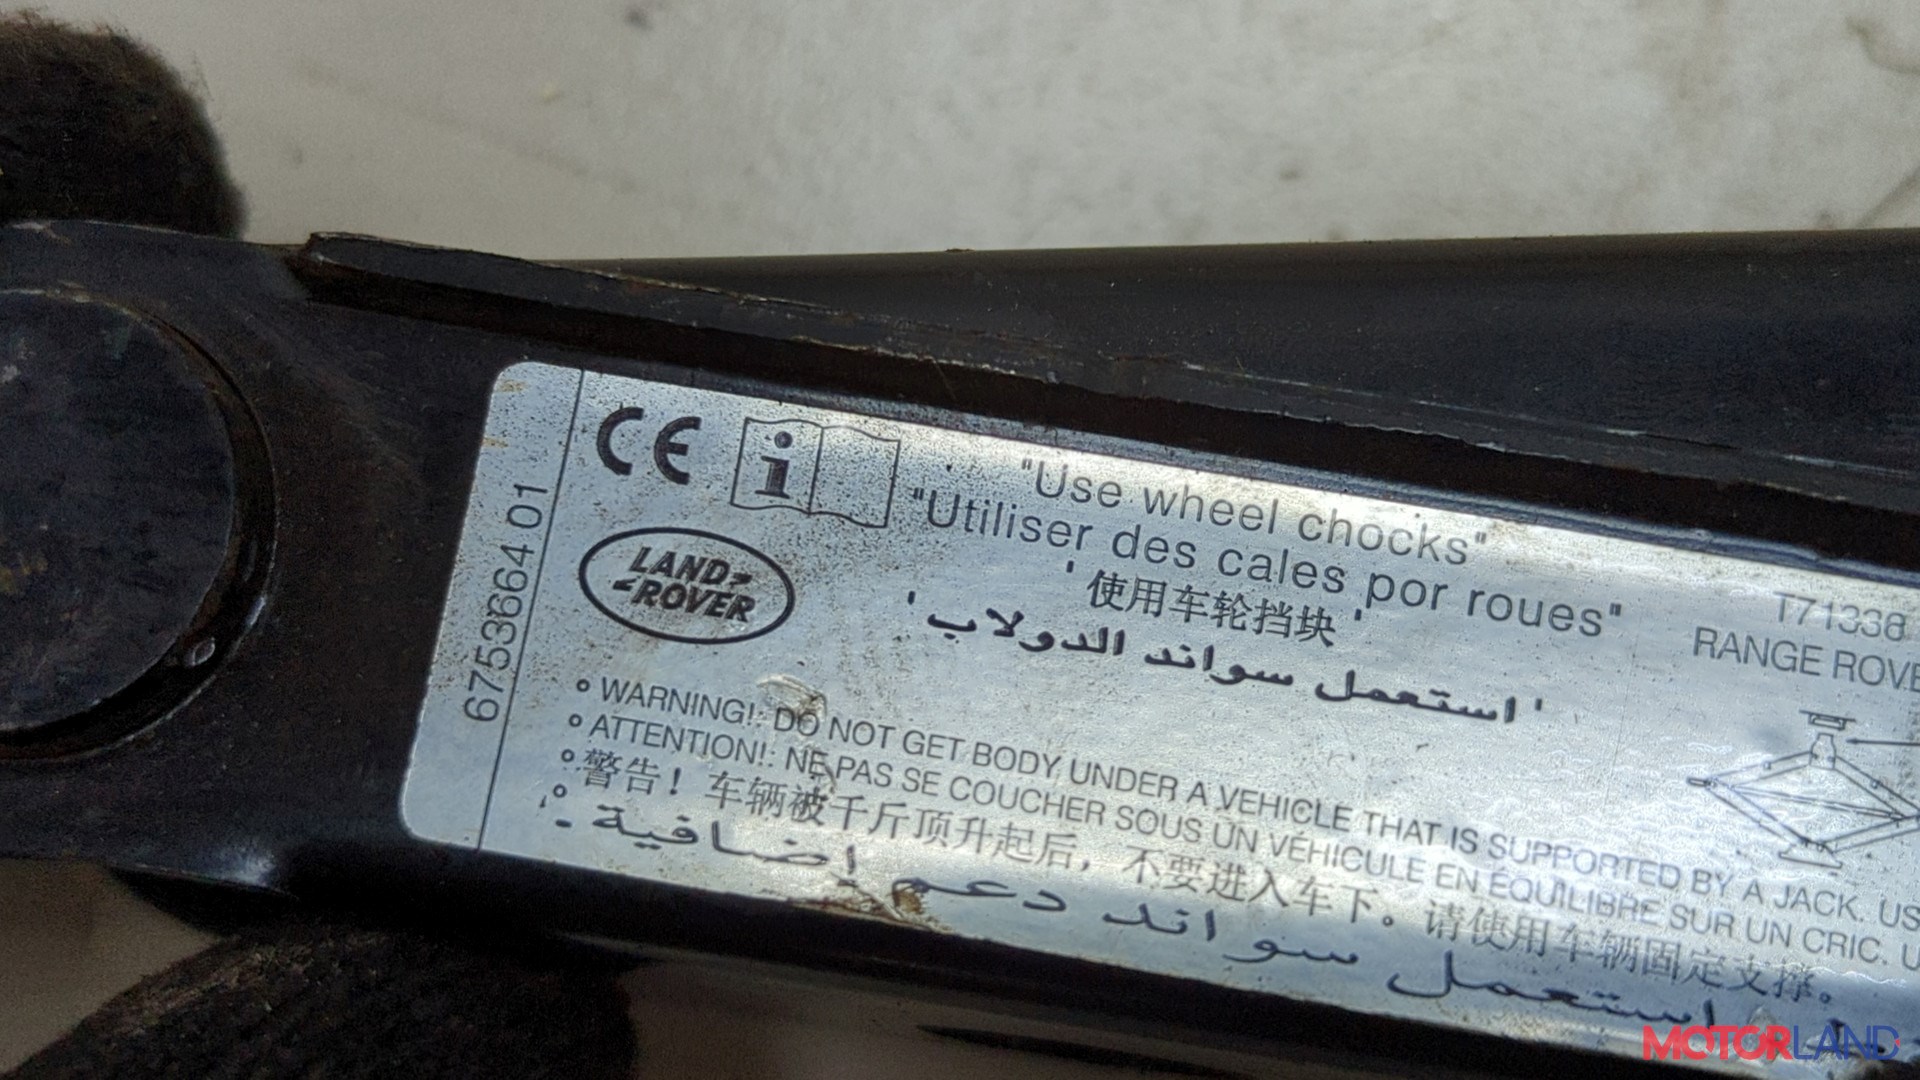 6753664 01
CE
i
"Use wheel chocks"
"Utiliser des cales por roues"
'使用车轮挡块'
'استعمل سواند الدولاب'
LAND
ROVER
T71338
RANGE ROVE
° WARNING!: DO NOT GET BODY UNDER A VEHICLE THAT IS SUPPORTED BY A JACK. US
° ATTENTION!: NE PAS SE COUCHER SOUS UN VÉHICULE EN ÉQUILIBRE SUR UN CRIC. U
° 警告！车辆被千斤顶升起后，不要进入车下。请使用车辆固定支撑。
استعمل سواند دعم إضافية.
MOTORLAND